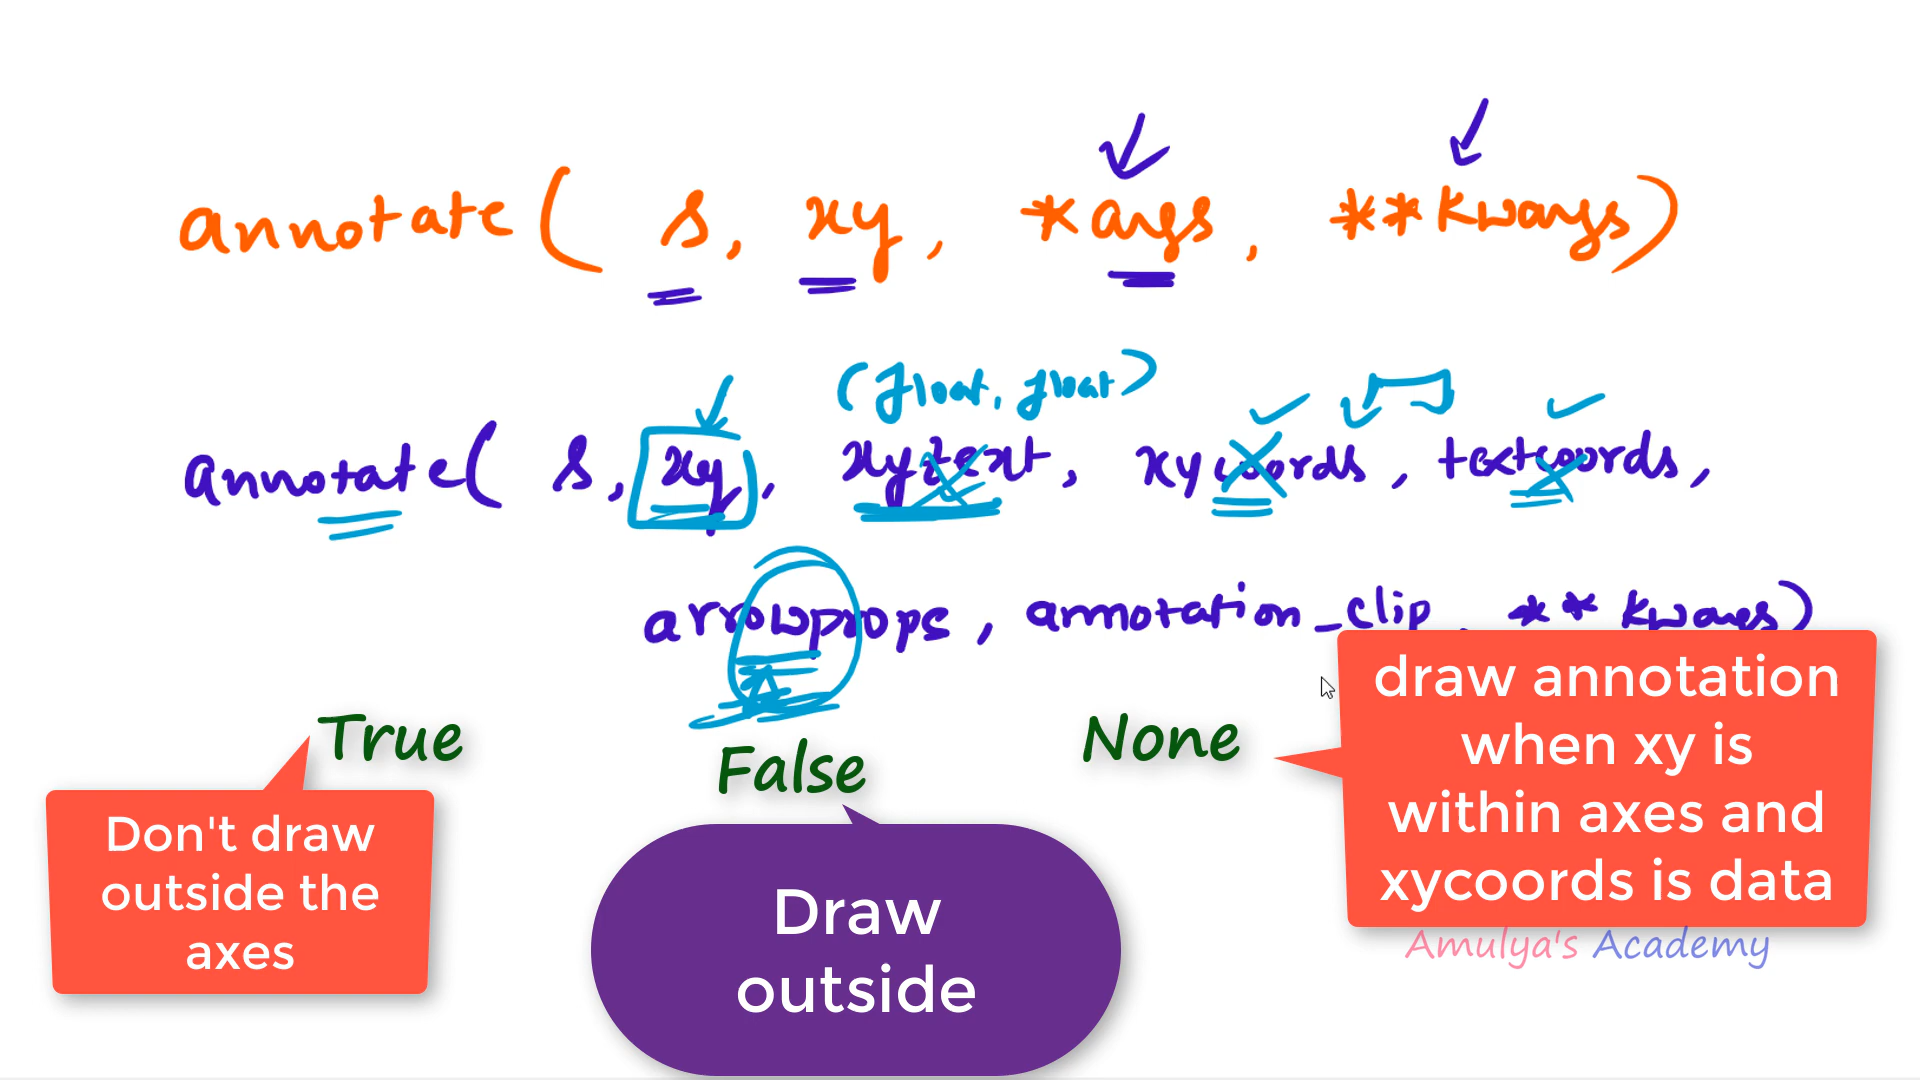 annotate( s, xy, *args, **kwargs)
(float, float)
annotate( s, xy, xytext, xycoords, textcoords,
arrowprops, annotation_clip, ** kwargs)
True
False
None
Don't draw
outside the
axes
Draw
outside
draw annotation
when xy is
within axes and
xycoords is data
Amulya's Academy